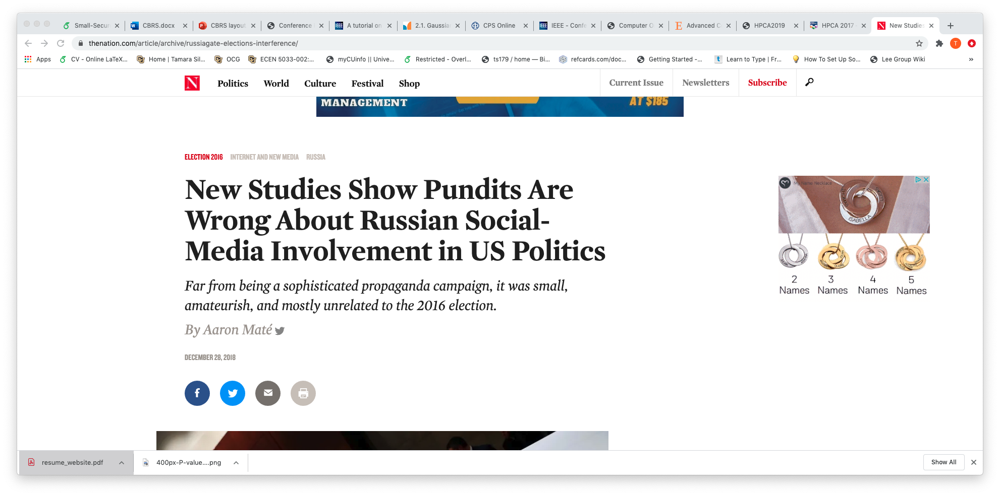 Small-Secur
CBRS.docx
CBRS layout
Conference
A tutorial on
2.1. Gaussian
CPS Online
IEEE - Confe
Computer O
Advanced C
HPCA2019
HPCA 2017 -
New Studies
thenation.com/article/archive/russiagate-elections-interference/
T
Apps
CV - Online LaTeX...
Home | Tamara Sil...
OCG
ECEN 5033-002:...
myCUinfo || Unive...
Restricted - Overl...
ts179 / home — Bi...
refcards.com/doc...
Getting Started -...
Learn to Type | Fr...
How To Set Up So...
Lee Group Wiki
»
N
Politics
World
Culture
Festival
Shop
Current Issue
Newsletters
Subscribe
MANAGEMENT
AT $185
ELECTION 2016
INTERNET AND NEW MEDIA
RUSSIA
New Studies Show Pundits Are
Wrong About Russian Social-
Media Involvement in US Politics
Far from being a sophisticated propaganda campaign, it was small,
amateurish, and mostly unrelated to the 2016 election.
By Aaron Maté
DECEMBER 28, 2018
My Name Necklace
THOMAS
LUCAS
ISABELLA
2
Names
3
Names
4
Names
5
Names
resume_website.pdf
400px-P-value....png
Show All